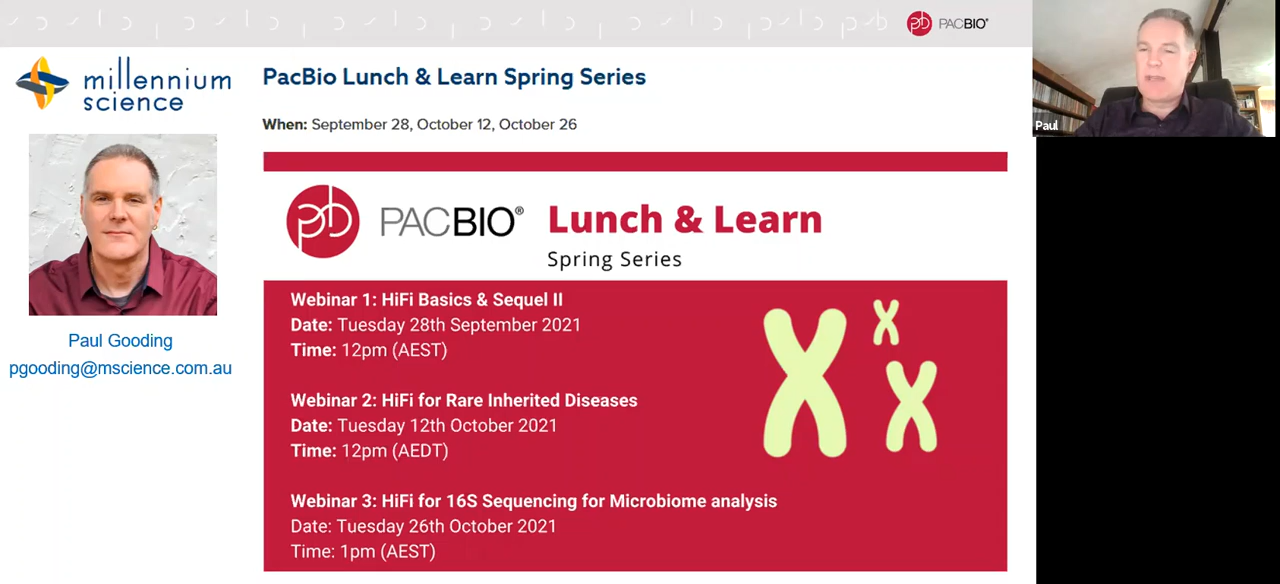 PACBIO®
millennium
science
PacBio Lunch & Learn Spring Series
When: September 28, October 12, October 26
Paul
pb PACBIO® Lunch & Learn
Spring Series
Webinar 1: HiFi Basics & Sequel II
Date: Tuesday 28th September 2021
Time: 12pm (AEST)
Webinar 2: HiFi for Rare Inherited Diseases
Date: Tuesday 12th October 2021
Time: 12pm (AEDT)
Webinar 3: HiFi for 16S Sequencing for Microbiome analysis
Date: Tuesday 26th October 2021
Time: 1pm (AEST)
Paul Gooding
pgooding@mscience.com.au